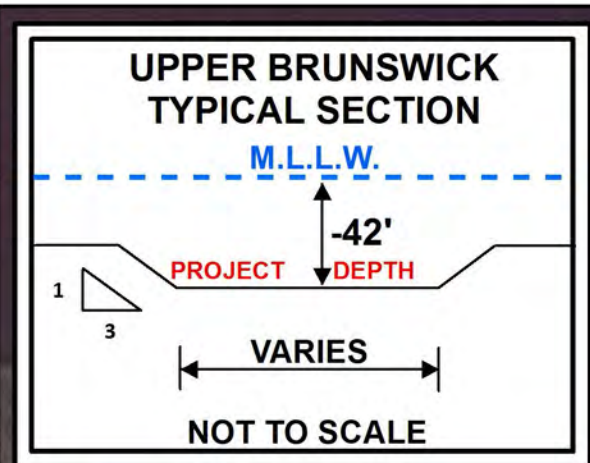 UPPER BRUNSWICK
TYPICAL SECTION
M.L.L.W.
-42'
PROJECT DEPTH
1
3
VARIES
NOT TO SCALE